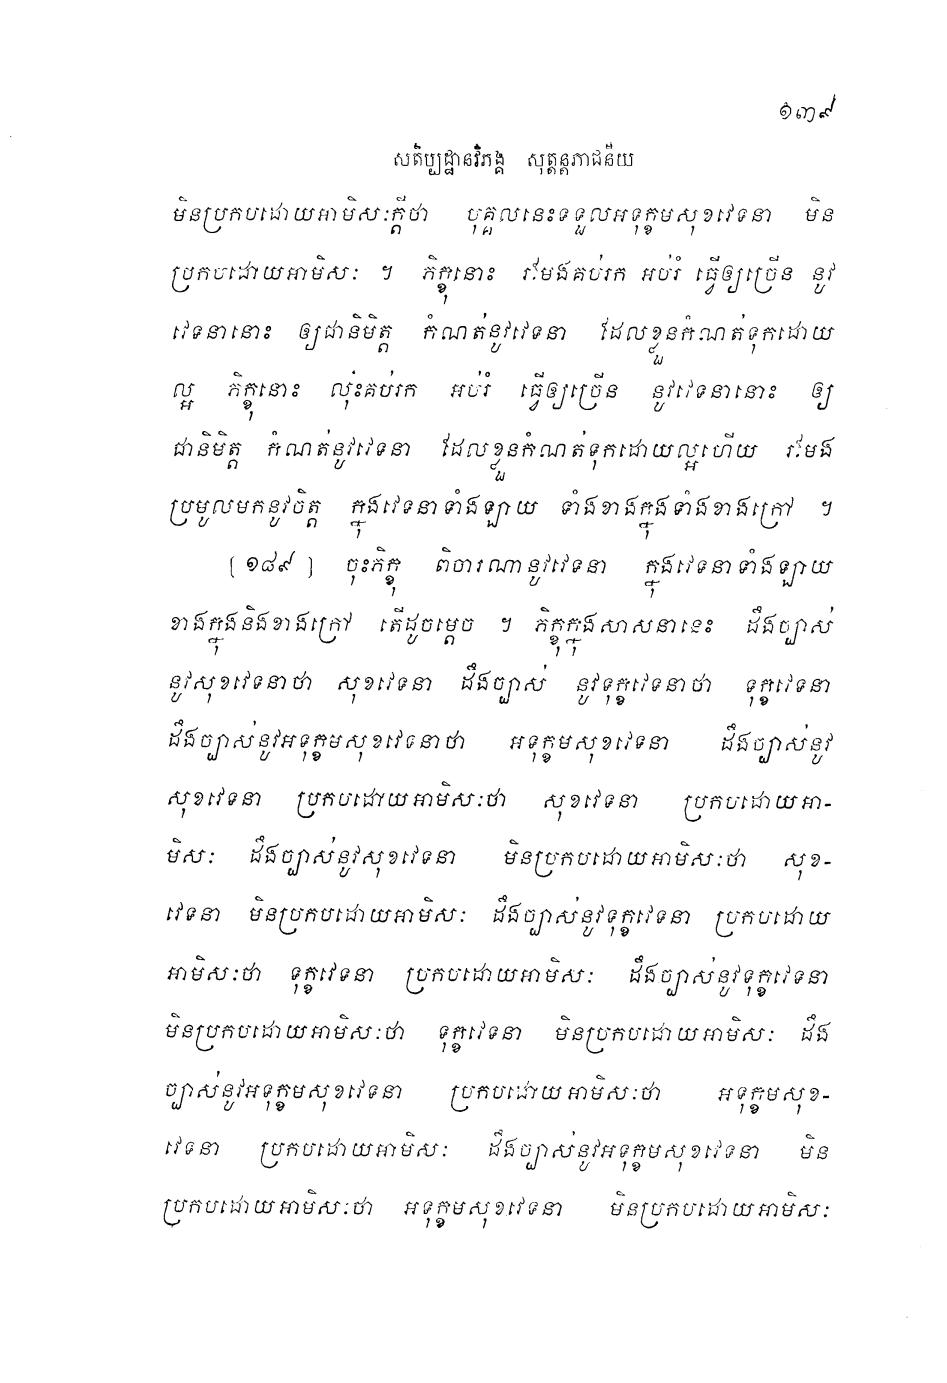 ១៣៩
សតិប្បដ្ឋានវិភង្គ សុត្តន្តភាជនីយ
មិនប្រកបដោយអាមិសៈក្តីថា បុគ្គលនេះទទួលអទុក្ខមសុខវេទនា មិន
ប្រកបដោយអាមិសៈ ។ ភិក្ខុនោះ រមែងគប់រក អប់រំ ធ្វើឲ្យច្រើន នូវ
វេទនានោះ ឲ្យជានិមិត្ត កំណត់នូវវេទនា ដែលខ្លួនកំណត់ទុកដោយ
ល្អ ភិក្ខុនោះ លុះគប់រក អប់រំ ធ្វើឲ្យច្រើន នូវវេទនានោះ ឲ្យ
ជានិមិត្ត កំណត់នូវវេទនា ដែលខ្លួនកំណត់ទុកដោយល្អហើយ រមែង
ប្រមូលមកនូវចិត្ត ក្នុងវេទនាទាំងឡាយ ទាំងខាងក្នុងទាំងខាងក្រៅ ។
[១៨៩] ចុះភិក្ខុ ពិចារណានូវវេទនា ក្នុងវេទនាទាំងឡាយ
ខាងក្នុងនិងខាងក្រៅ តើដូចម្តេច ។ ភិក្ខុក្នុងសាសនានេះ ដឹងច្បាស់
នូវសុខវេទនាថា សុខវេទនា ដឹងច្បាស់ នូវទុក្ខវេទនាថា ទុក្ខវេទនា
ដឹងច្បាស់នូវអទុក្ខមសុខវេទនាថា អទុក្ខមសុខវេទនា ដឹងច្បាស់នូវ
សុខវេទនា ប្រកបដោយអាមិសៈថា សុខវេទនា ប្រកបដោយអា-
មិសៈ ដឹងច្បាស់នូវសុខវេទនា មិនប្រកបដោយអាមិសៈថា សុខ-
វេទនា មិនប្រកបដោយអាមិសៈ ដឹងច្បាស់នូវទុក្ខវេទនា ប្រកបដោយ
អាមិសៈថា ទុក្ខវេទនា ប្រកបដោយអាមិសៈ ដឹងច្បាស់នូវទុក្ខវេទនា
មិនប្រកបដោយអាមិសៈថា ទុក្ខវេទនា មិនប្រកបដោយអាមិសៈ ដឹង
ច្បាស់នូវអទុក្ខមសុខវេទនា ប្រកបដោយអាមិសៈថា អទុក្ខមសុខ-
វេទនា ប្រកបដោយអាមិសៈ ដឹងច្បាស់នូវអទុក្ខមសុខវេទនា មិន
ប្រកបដោយអាមិសៈថា អទុក្ខមសុខវេទនា មិនប្រកបដោយអាមិសៈ